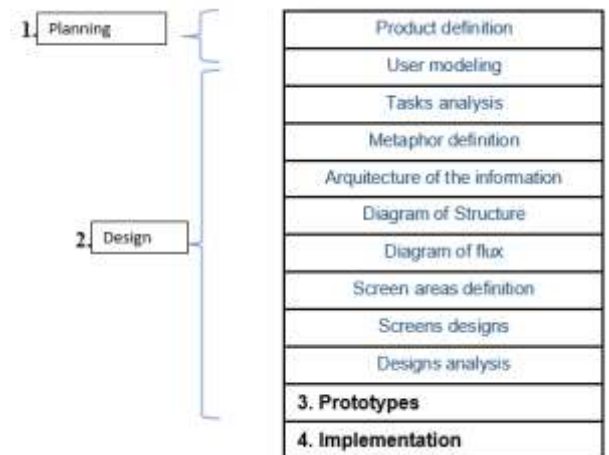 1. Planning
Product definition
User modeling
Tasks analysis
Metaphor definition
Arquitecture of the information
Diagram of Structure
2. Design
Diagram of flux
Screen areas definition
Screens designs
Designs analysis
3. Prototypes
4. Implementation